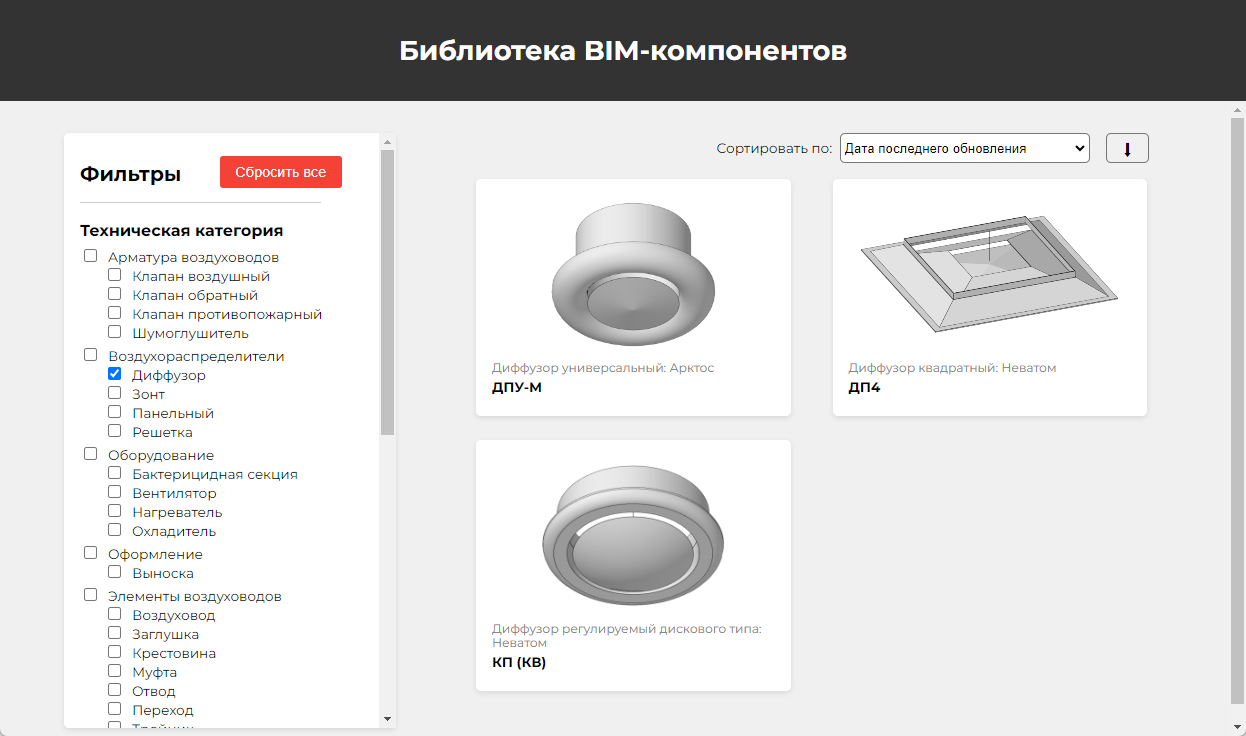 Библиотека BIM-компонентов
Фильтры
Сбросить все
Техническая категория
Арматура воздуховодов
Клапан воздушный
Клапан обратный
Клапан противопожарный
Шумоглушитель
Воздухораспределители
Диффузор
Зонт
Панельный
Решетка
Оборудование
Бактерицидная секция
Вентилятор
Нагреватель
Охладитель
Оформление
Выноска
Элементы воздуховодов
Воздуховод
Заглушка
Крестовина
Муфта
Отвод
Переход
Сортировать по:
Дата последнего обновления
Диффузор универсальный: Арктос
ДПУ-М
Диффузор квадратный: Неватом
ДП4
Диффузор регулируемый дискового типа:
Неватом
КП (КВ)